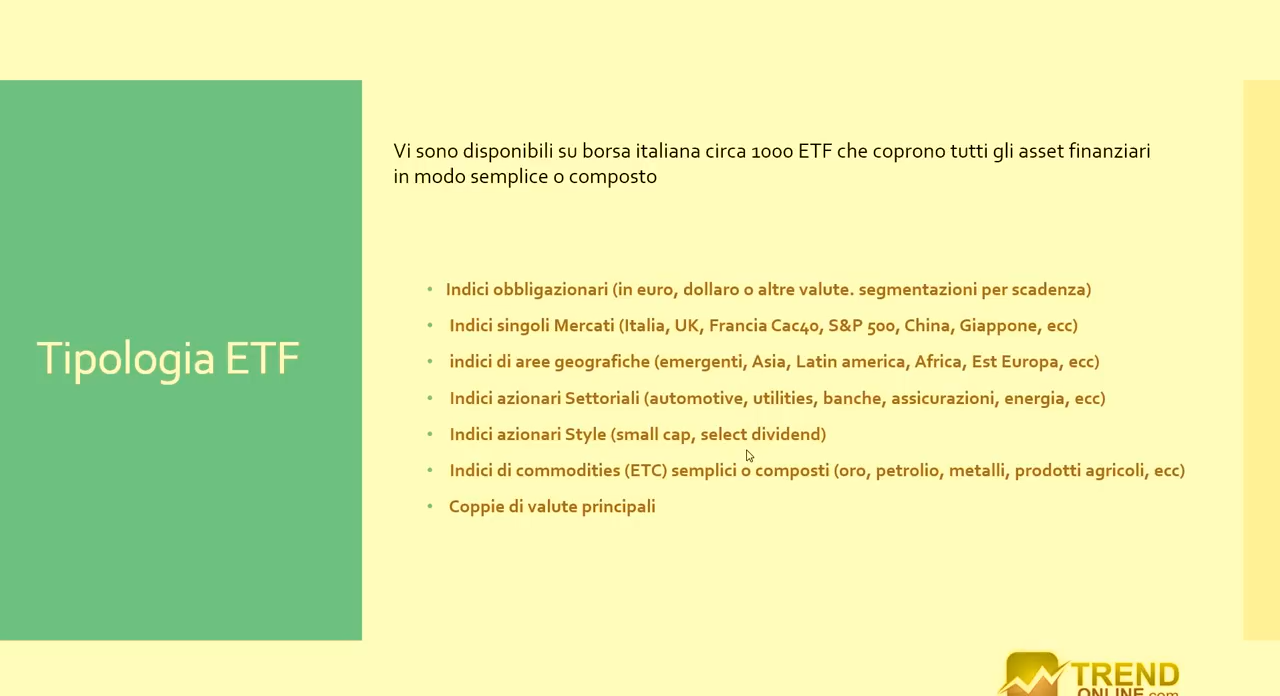 Vi sono disponibili su borsa italiana circa 1000 ETF che coprono tutti gli asset finanziari
in modo semplice o composto
Tipologia ETF
• Indici obbligazionari (in euro, dollaro o altre valute. segmentazioni per scadenza)
• Indici singoli Mercati (Italia, UK, Francia Cac40, S&P 500, China, Giappone, ecc)
• indici di aree geografiche (emergenti, Asia, Latin america, Africa, Est Europa, ecc)
• Indici azionari Settoriali (automotive, utilities, banche, assicurazioni, energia, ecc)
• Indici azionari Style (small cap, select dividend)
• Indici di commodities (ETC) semplici o composti (oro, petrolio, metalli, prodotti agricoli, ecc)
• Coppie di valute principali
TREND
ONLINE.com